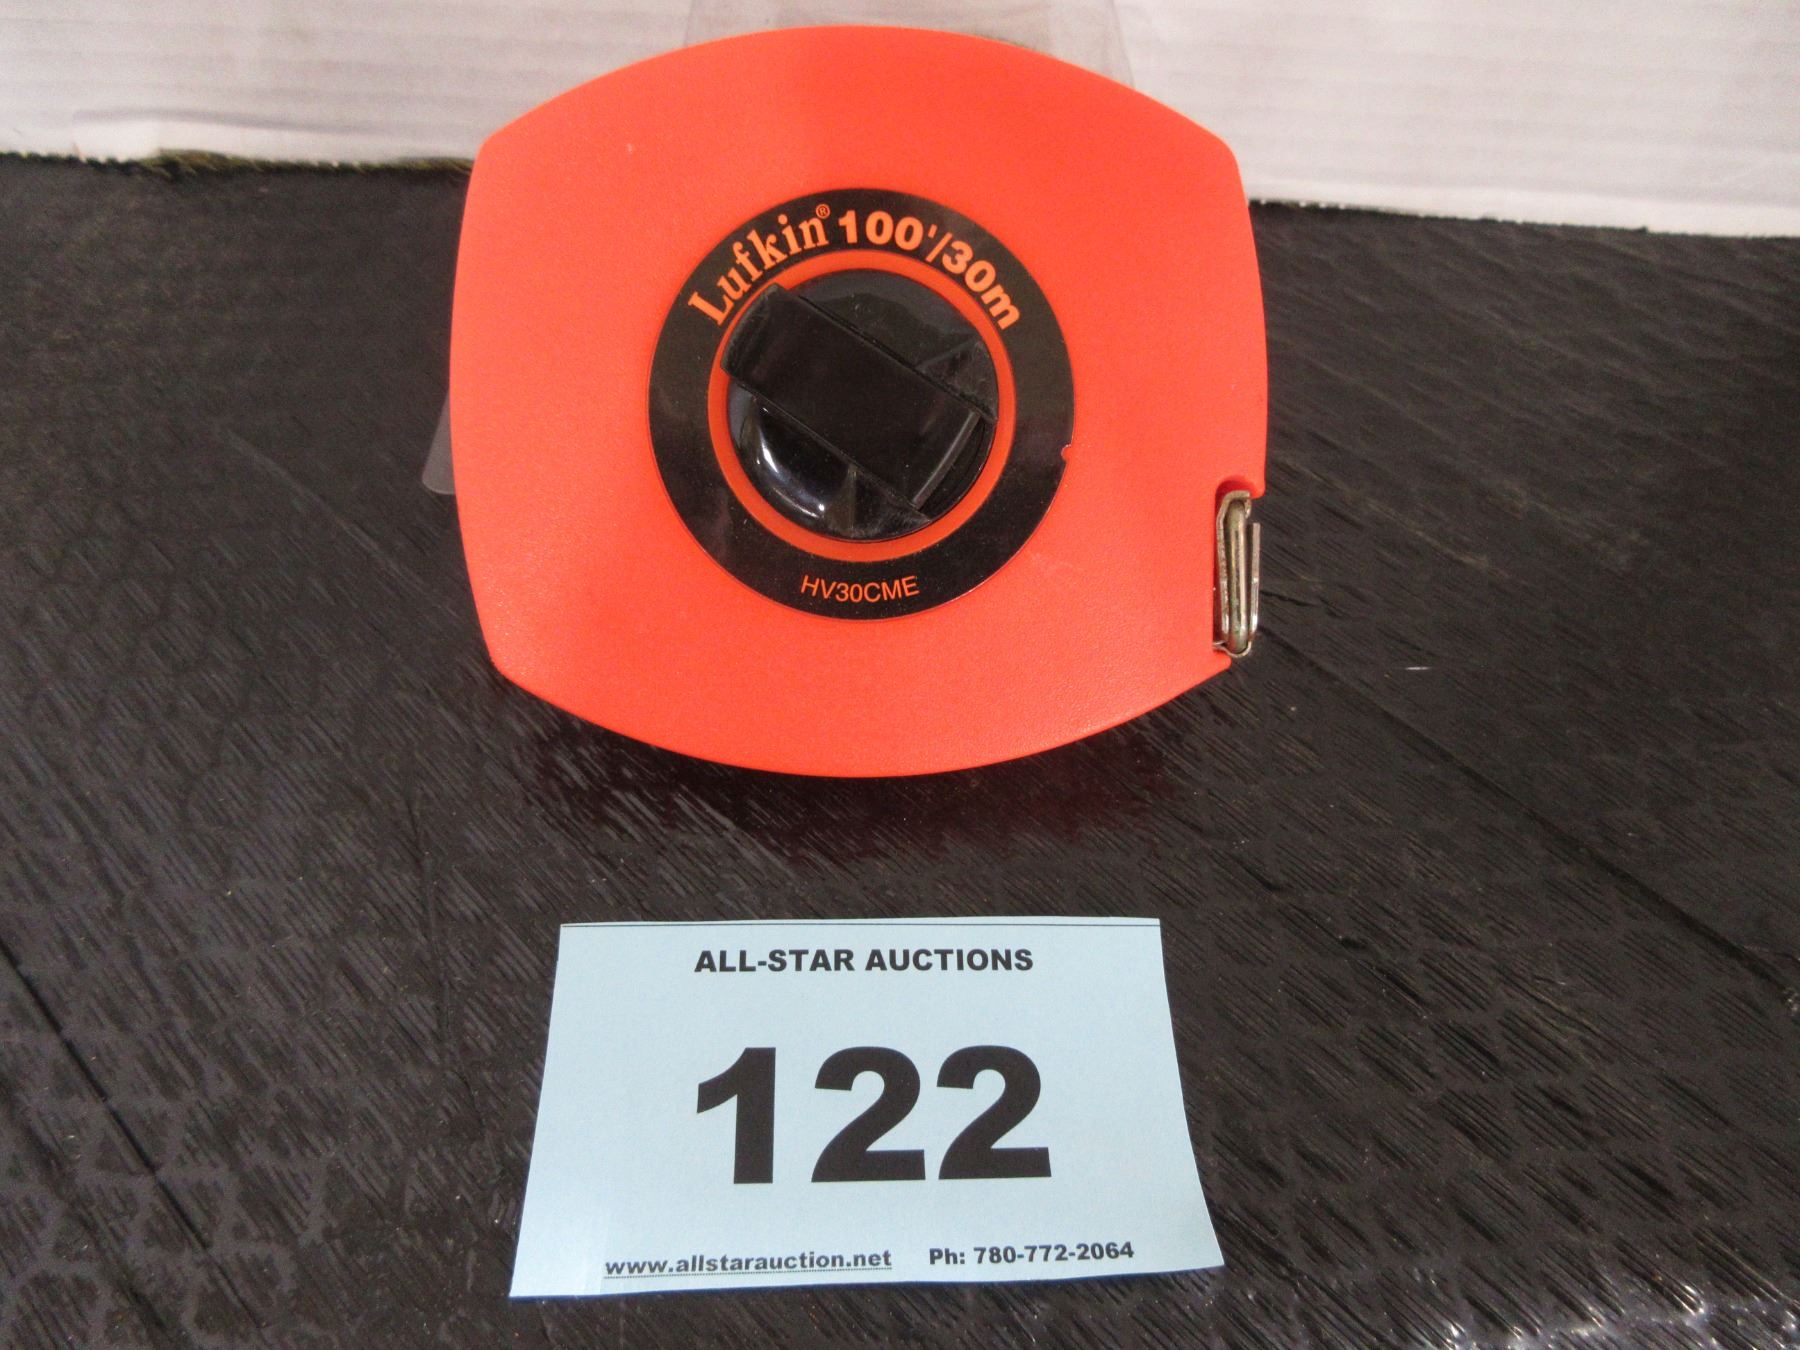 Lufkin® 100'/30m
HV30CME
ALL-STAR AUCTIONS
122
www.allstarauction.net Ph: 780-772-2064